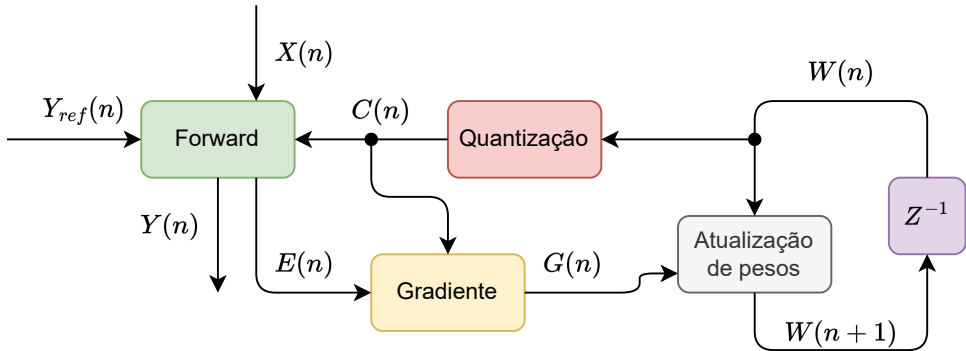 X(n)
W(n)
Y_{ref}(n)
C(n)
Forward
Quantização
Z^{-1}
Y(n)
Atualização
de pesos
E(n)
G(n)
Gradiente
W(n + 1)